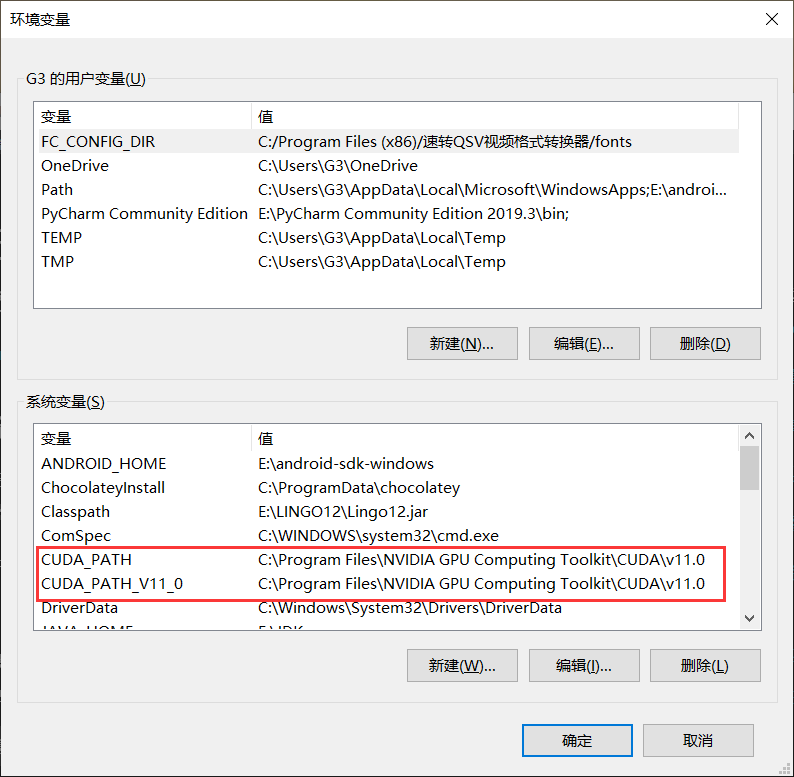 环境变量
G3 的用户变量(U)
变量 值
FC_CONFIG_DIR C:/Program Files (x86)/速转QSV视频格式转换器/fonts
OneDrive C:\Users\G3\OneDrive
Path C:\Users\G3\AppData\Local\Microsoft\WindowsApps;E:\androi...
PyCharm Community Edition E:\PyCharm Community Edition 2019.3\bin;
TEMP C:\Users\G3\AppData\Local\Temp
TMP C:\Users\G3\AppData\Local\Temp
新建(N)... 编辑(E)... 删除(D)
系统变量(S)
变量 值
ANDROID_HOME E:\android-sdk-windows
ChocolateyInstall C:\ProgramData\chocolatey
Classpath E:\LINGO12\Lingo12.jar
ComSpec C:\WINDOWS\system32\cmd.exe
CUDA_PATH C:\Program Files\NVIDIA GPU Computing Toolkit\CUDA\v11.0
CUDA_PATH_V11_0 C:\Program Files\NVIDIA GPU Computing Toolkit\CUDA\v11.0
DriverData C:\Windows\System32\Drivers\DriverData
JAVA_HOME E:\JDK
新建(W)... 编辑(I)... 删除(L)
确定 取消